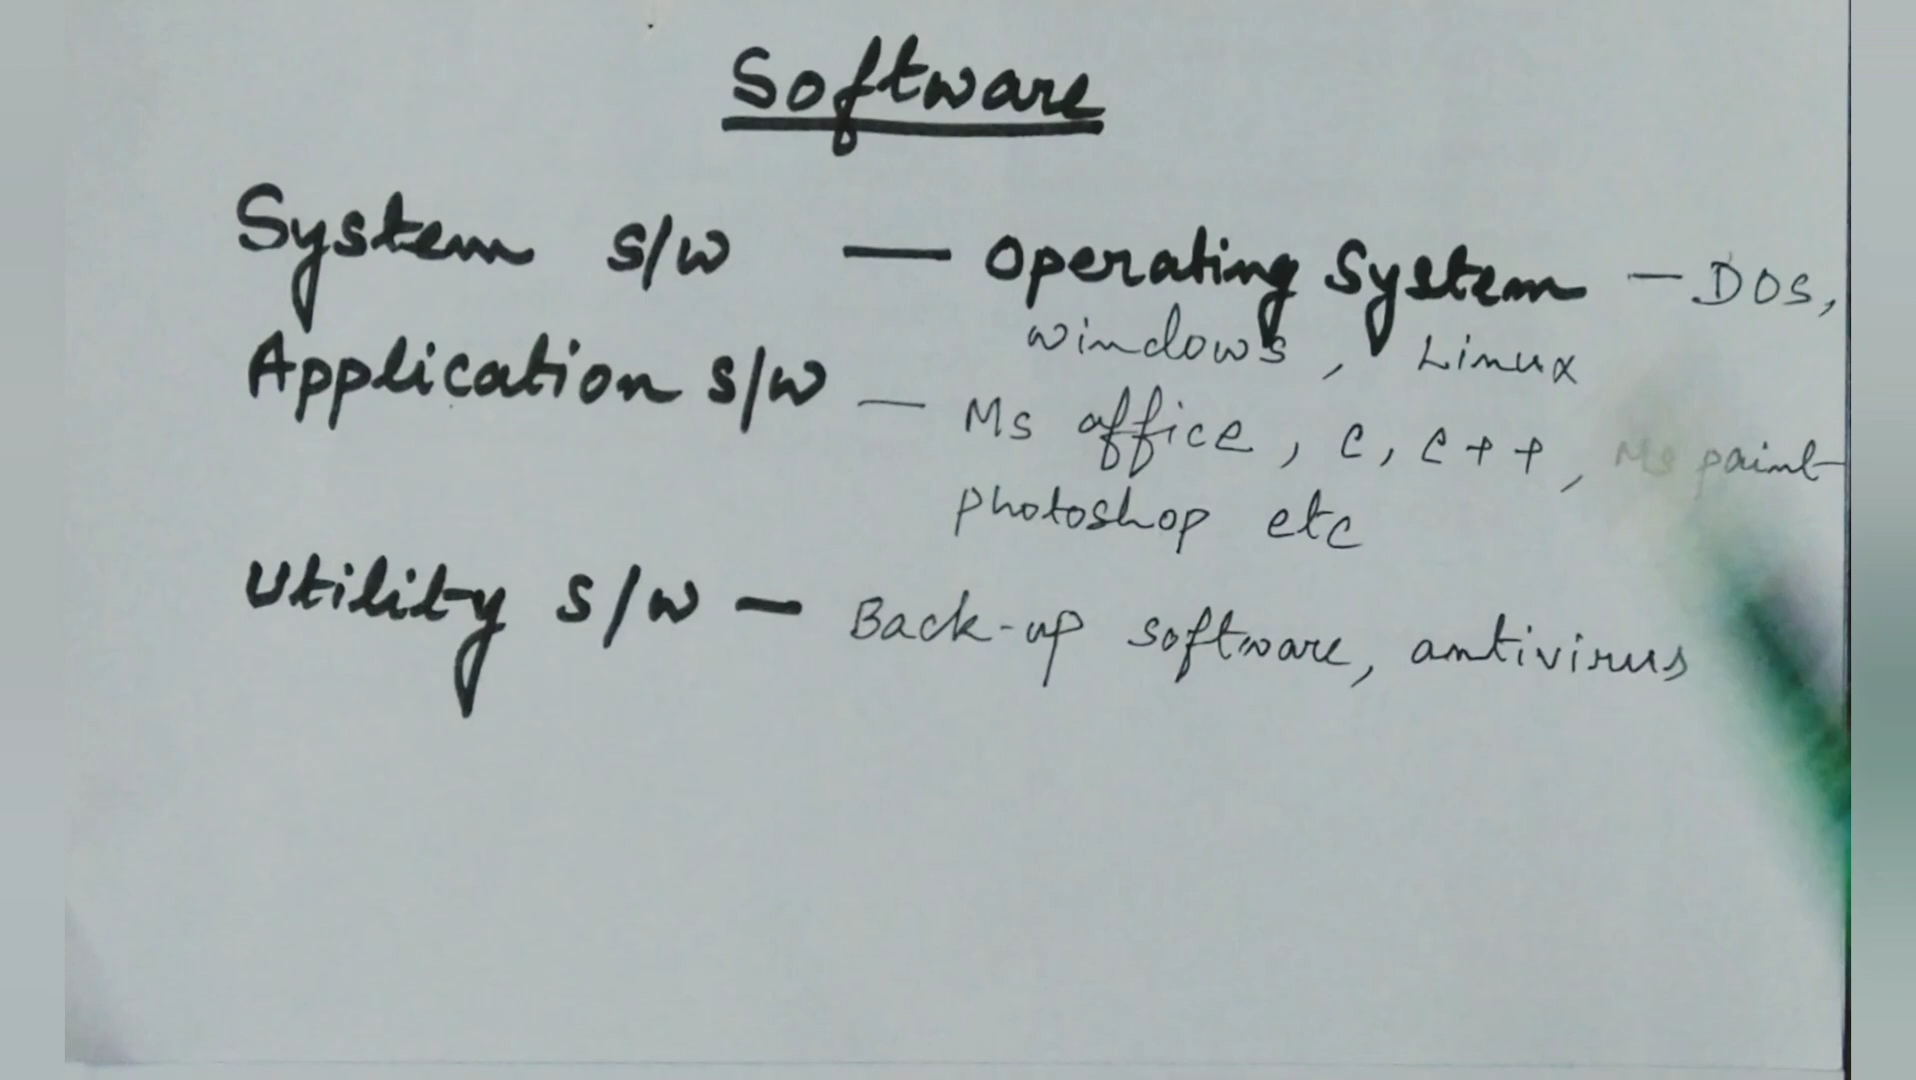 Software
System s/w — Operating System — DOS,
windows, Linux
Application s/w — Ms office, C, C++, Ms paint
photoshop etc
Utility s/w — Back-up software, antivirus